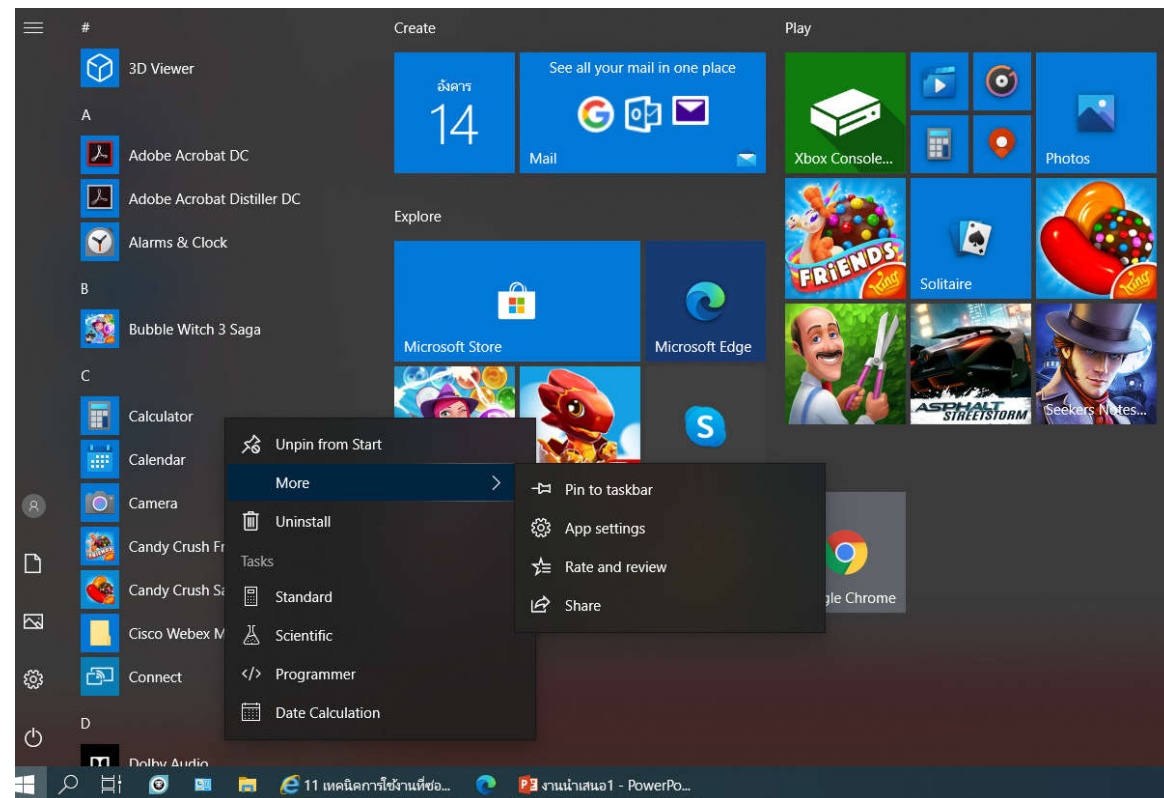 #
3D Viewer
A
Adobe Acrobat DC
Adobe Acrobat Distiller DC
Alarms & Clock
B
Bubble Witch 3 Saga
C
Calculator
Calendar
Camera
Candy Crush Fr
Candy Crush Sa
Cisco Webex M
Connect
D
Dolby Audio
Create
อังคาร
14
See all your mail in one place
Mail
Explore
Microsoft Store
Microsoft Edge
Play
Xbox Console...
Photos
FRIENDS
King
Solitaire
King
ASPHALT
STREETSTORM
Seekers Notes...
gle Chrome
Unpin from Start
More
Uninstall
Tasks
Standard
Scientific
Programmer
Date Calculation
Pin to taskbar
App settings
Rate and review
Share
11 เทคนิคการใช้งานที่ซ่อ...
งานนำเสนอ1 - PowerPo...